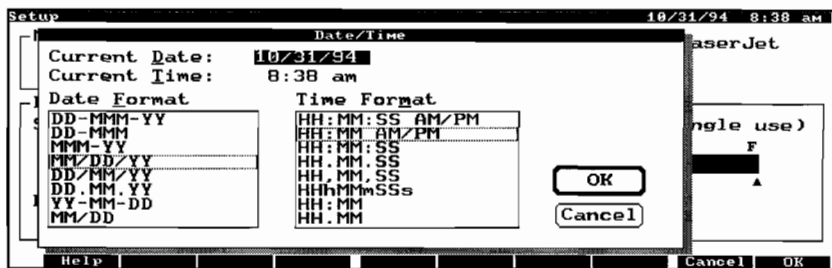 Setup 10/31/94 8:38 am
Date/Time
aserJet
Current Date: 10/31/94
Current Time: 8:38 am
Date Format Time Format
DD-MMM-YY HH:MM:SS AM/PM
DD-MMM HH:MM AM/PM
MMM-YY HH:MM:SS
MM/DD/YY HH.MM.SS
DD/MM/YY HH,MM,SS
DD.MM.YY HHhMMmSSs
YY-MM-DD HH:MM
MM/DD HH.MM
ngle use)
F
OK
Cancel
Help Cancel OK